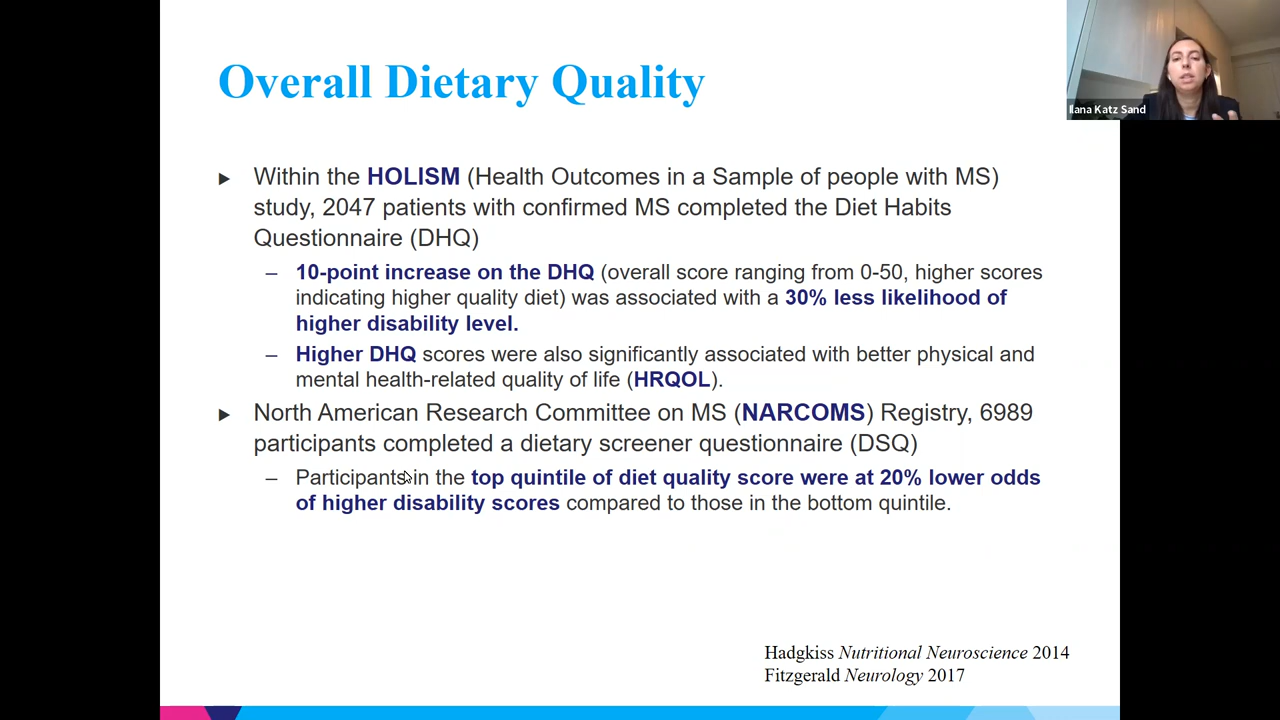 Overall Dietary Quality
Ilana Katz Sand
► Within the HOLISM (Health Outcomes in a Sample of people with MS)
study, 2047 patients with confirmed MS completed the Diet Habits
Questionnaire (DHQ)
– 10-point increase on the DHQ (overall score ranging from 0-50, higher scores
indicating higher quality diet) was associated with a 30% less likelihood of
higher disability level.
– Higher DHQ scores were also significantly associated with better physical and
mental health-related quality of life (HRQOL).
► North American Research Committee on MS (NARCOMS) Registry, 6989
participants completed a dietary screener questionnaire (DSQ)
– Participants in the top quintile of diet quality score were at 20% lower odds
of higher disability scores compared to those in the bottom quintile.
Hadgkiss Nutritional Neuroscience 2014
Fitzgerald Neurology 2017